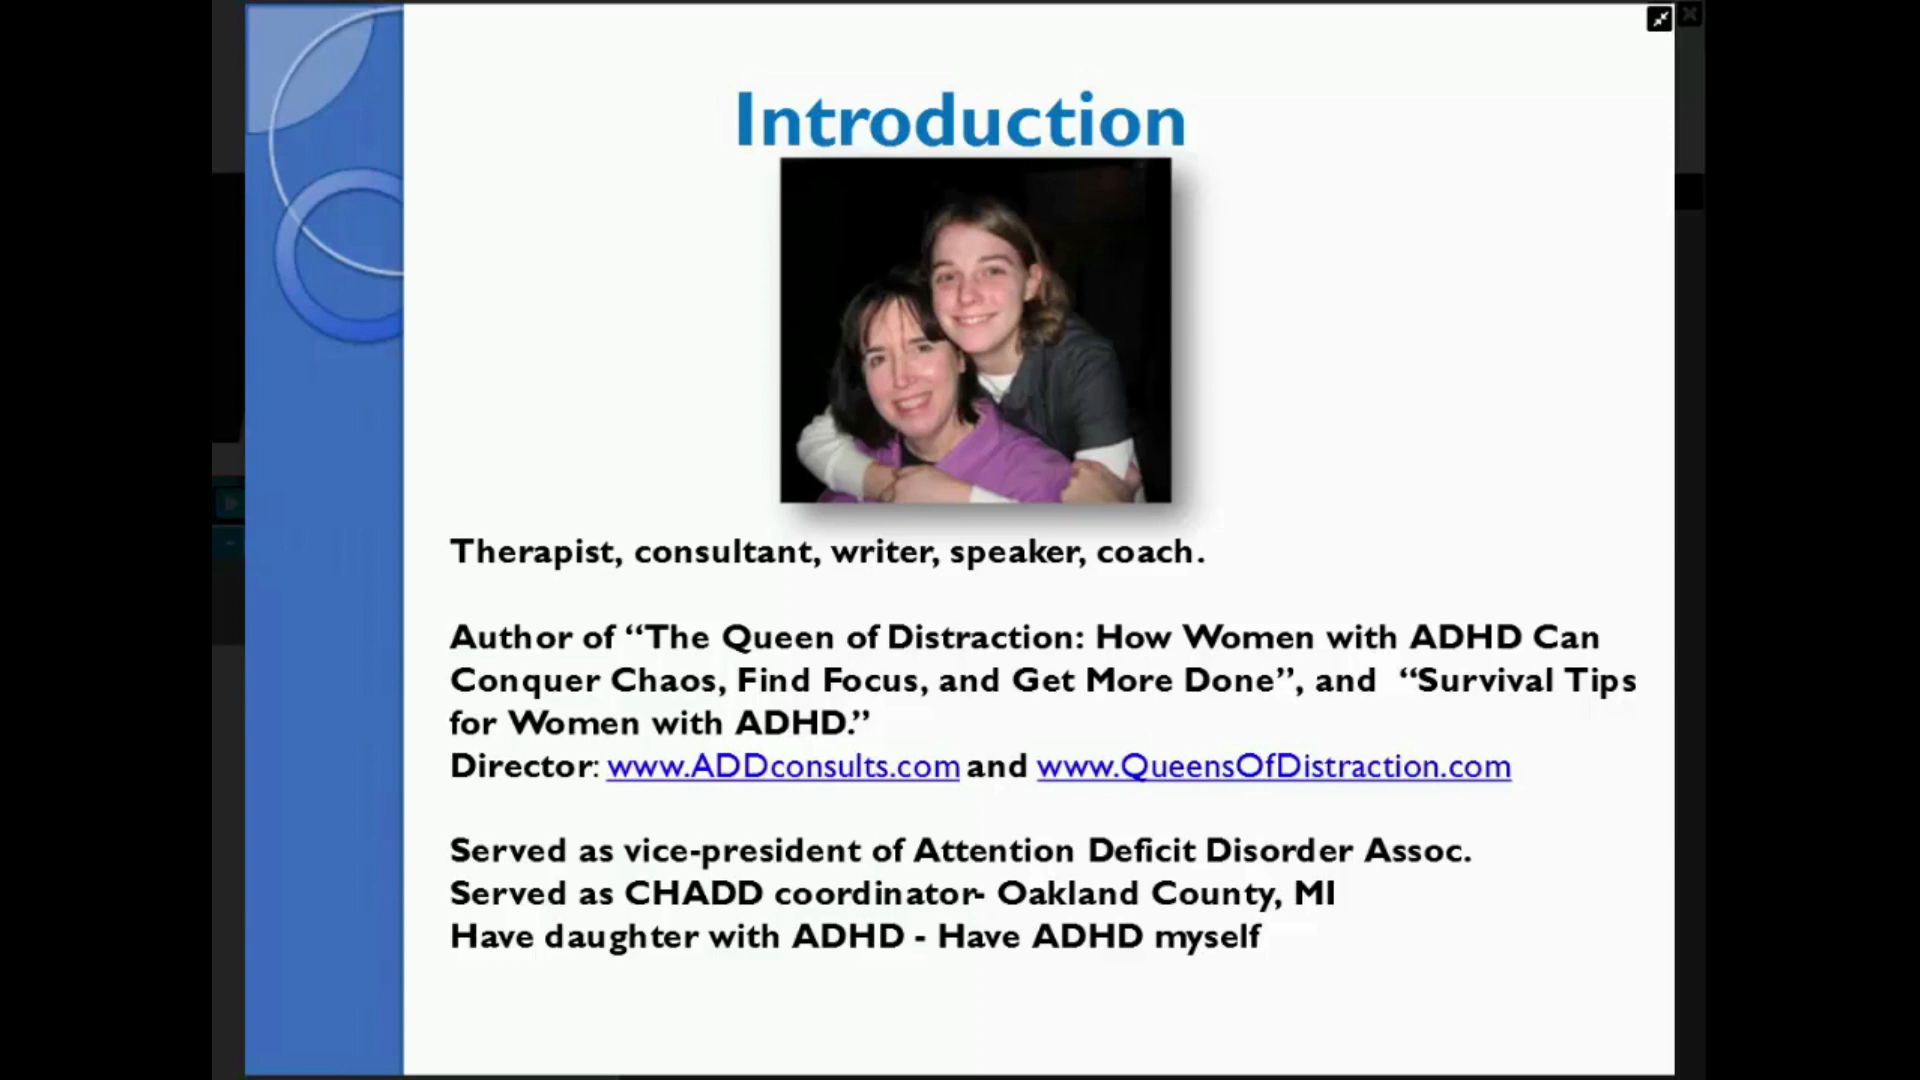 Introduction
Therapist, consultant, writer, speaker, coach.
Author of “The Queen of Distraction: How Women with ADHD Can
Conquer Chaos, Find Focus, and Get More Done”, and “Survival Tips
for Women with ADHD.”
Director: www.ADDconsults.com and www.QueensOfDistraction.com
Served as vice-president of Attention Deficit Disorder Assoc.
Served as CHADD coordinator- Oakland County, MI
Have daughter with ADHD - Have ADHD myself